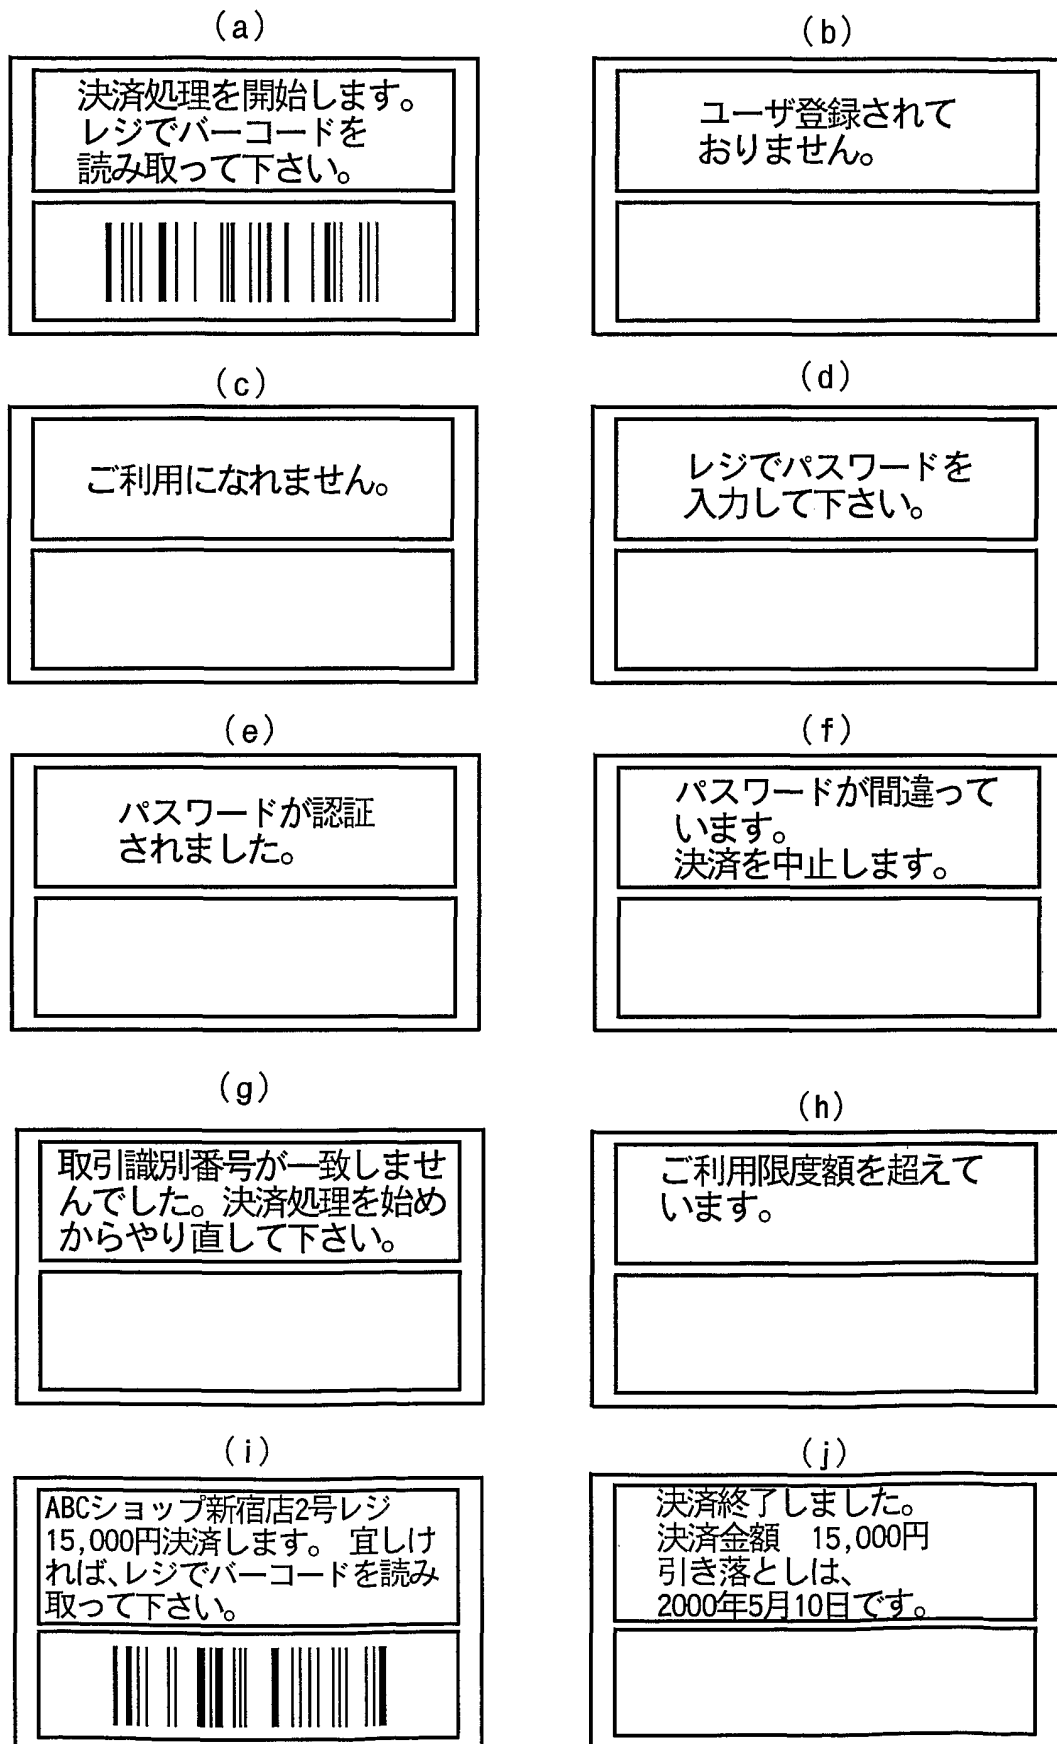 (a)
決済処理を開始します。
レジでバーコードを
読み取って下さい。
(b)
ユーザ登録されて
おりません。
(c)
ご利用になれません。
(d)
レジでパスワードを
入力して下さい。
(e)
パスワードが認証
されました。
(f)
パスワードが間違って
います。
決済を中止します。
(g)
取引識別番号が一致しませ
んでした。決済処理を始め
からやり直して下さい。
(h)
ご利用限度額を超えて
います。
(i)
ABCショップ新宿店2号レジ
15,000円決済します。 宜しけ
れば、レジでバーコードを読み
取って下さい。
(j)
決済終了しました。
決済金額 15,000円
引き落としは、
2000年5月10日です。